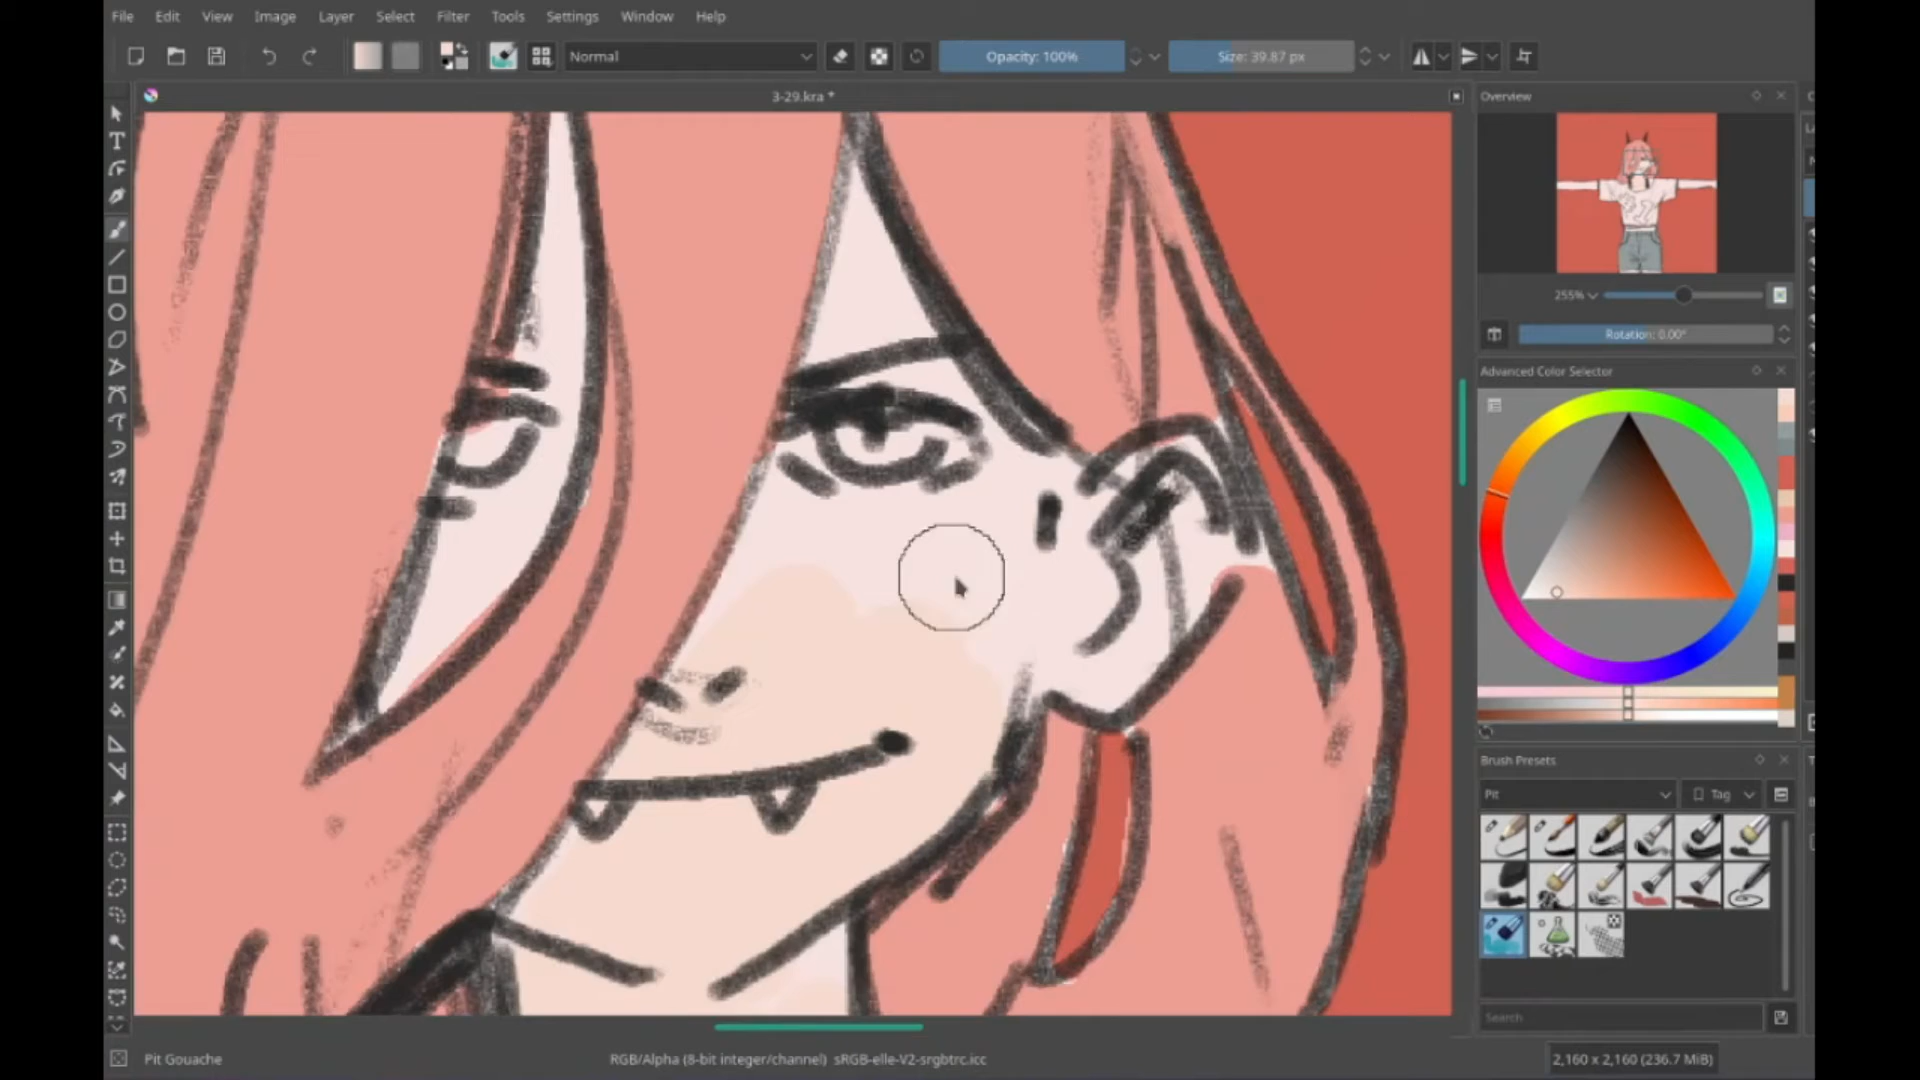 File Edit View Image Layer Select Filter Tools Settings Window Help
Normal
Opacity: 100%
Size: 39.87 px
3-29.kra *
Overview
255%
Rotation: 0.00°
Advanced Color Selector
Brush Presets
Pit
Tag
Search
Pit Gouache
RGB/Alpha (8-bit integer/channel) sRGB-elle-V2-srgbtrc.icc
2,160 x 2,160 (236.7 MiB)